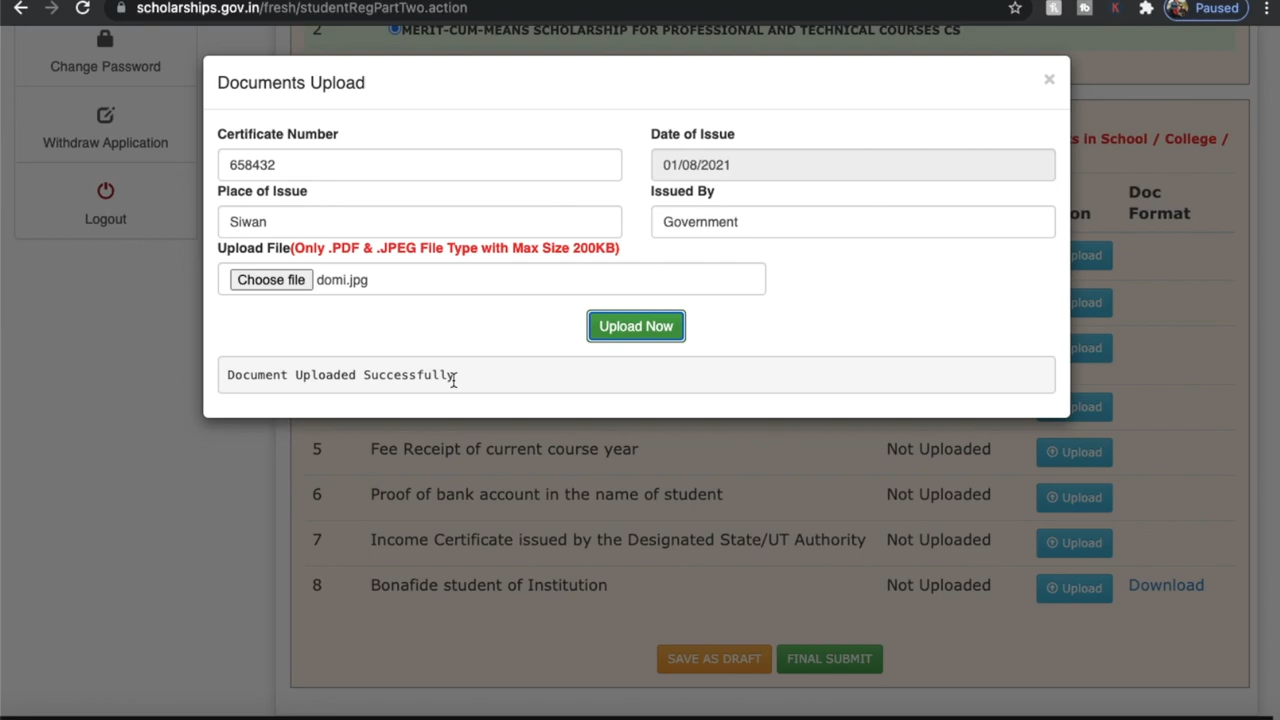 scholarships.gov.in/fresh/studentRegPartTwo.action
Paused
2 MERIT-CUM-MEANS SCHOLARSHIP FOR PROFESSIONAL AND TECHNICAL COURSES CS
Change Password
Withdraw Application
Logout
Documents Upload ×
Certificate Number Date of Issue
658432 01/08/2021
Place of Issue Issued By
Siwan Government
Upload File(Only .PDF & .JPEG File Type with Max Size 200KB)
Choose file domi.jpg
Upload Now
Document Uploaded Successfully
in School / College /
Doc
Format
5 Fee Receipt of current course year Not Uploaded Upload
6 Proof of bank account in the name of student Not Uploaded Upload
7 Income Certificate issued by the Designated State/UT Authority Not Uploaded Upload
8 Bonafide student of Institution Not Uploaded Upload Download
SAVE AS DRAFT FINAL SUBMIT